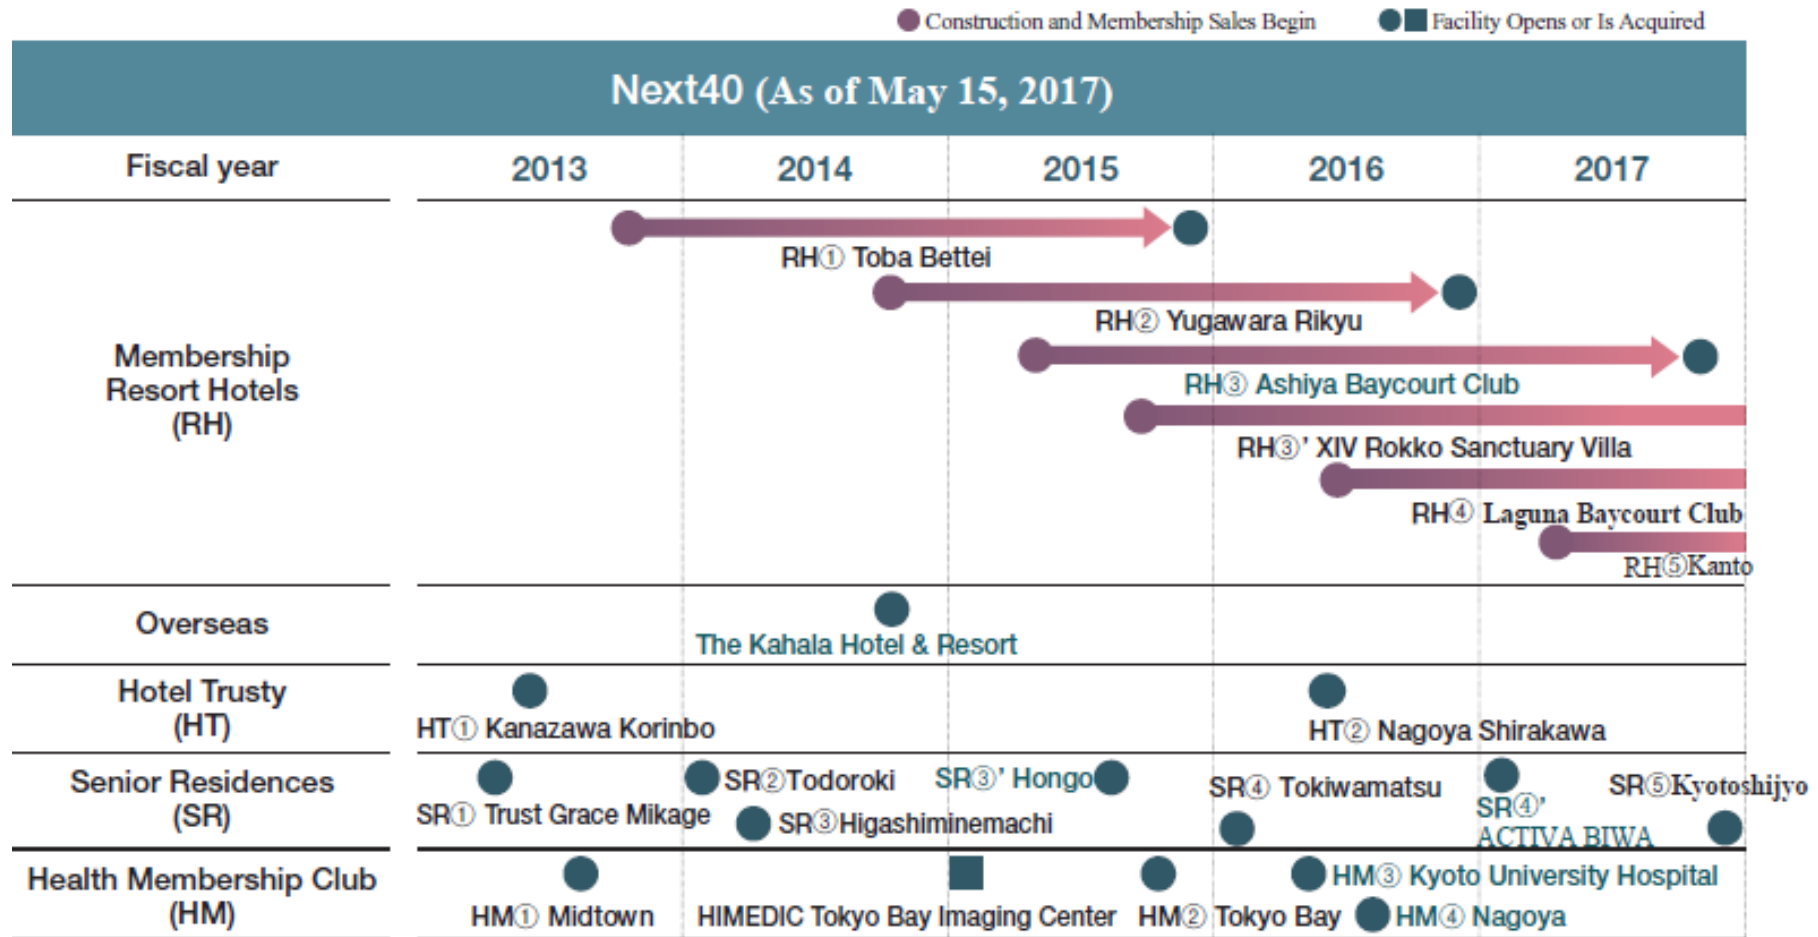 Construction and Membership Sales Begin
Facility Opens or Is Acquired
Next40 (As of May 15, 2017)
Fiscal year
2013
2014
2015
2016
2017
Membership
Resort Hotels
(RH)
RH① Toba Bettei
RH② Yugawara Rikyu
RH③ Ashiya Baycourt Club
RH③’ XIV Rokko Sanctuary Villa
RH④ Laguna Baycourt Club
RH⑤Kanto
Overseas
The Kahala Hotel & Resort
Hotel Trusty
(HT)
HT① Kanazawa Korinbo
HT② Nagoya Shirakawa
Senior Residences
(SR)
SR① Trust Grace Mikage
SR②Todoroki
SR③Higashiminemachi
SR③’ Hongo
SR④ Tokiwamatsu
SR④’
ACTIVA BIWA
SR⑤Kyotoshijyo
Health Membership Club
(HM)
HM① Midtown
HIMEDIC Tokyo Bay Imaging Center
HM② Tokyo Bay
HM③ Kyoto University Hospital
HM④ Nagoya